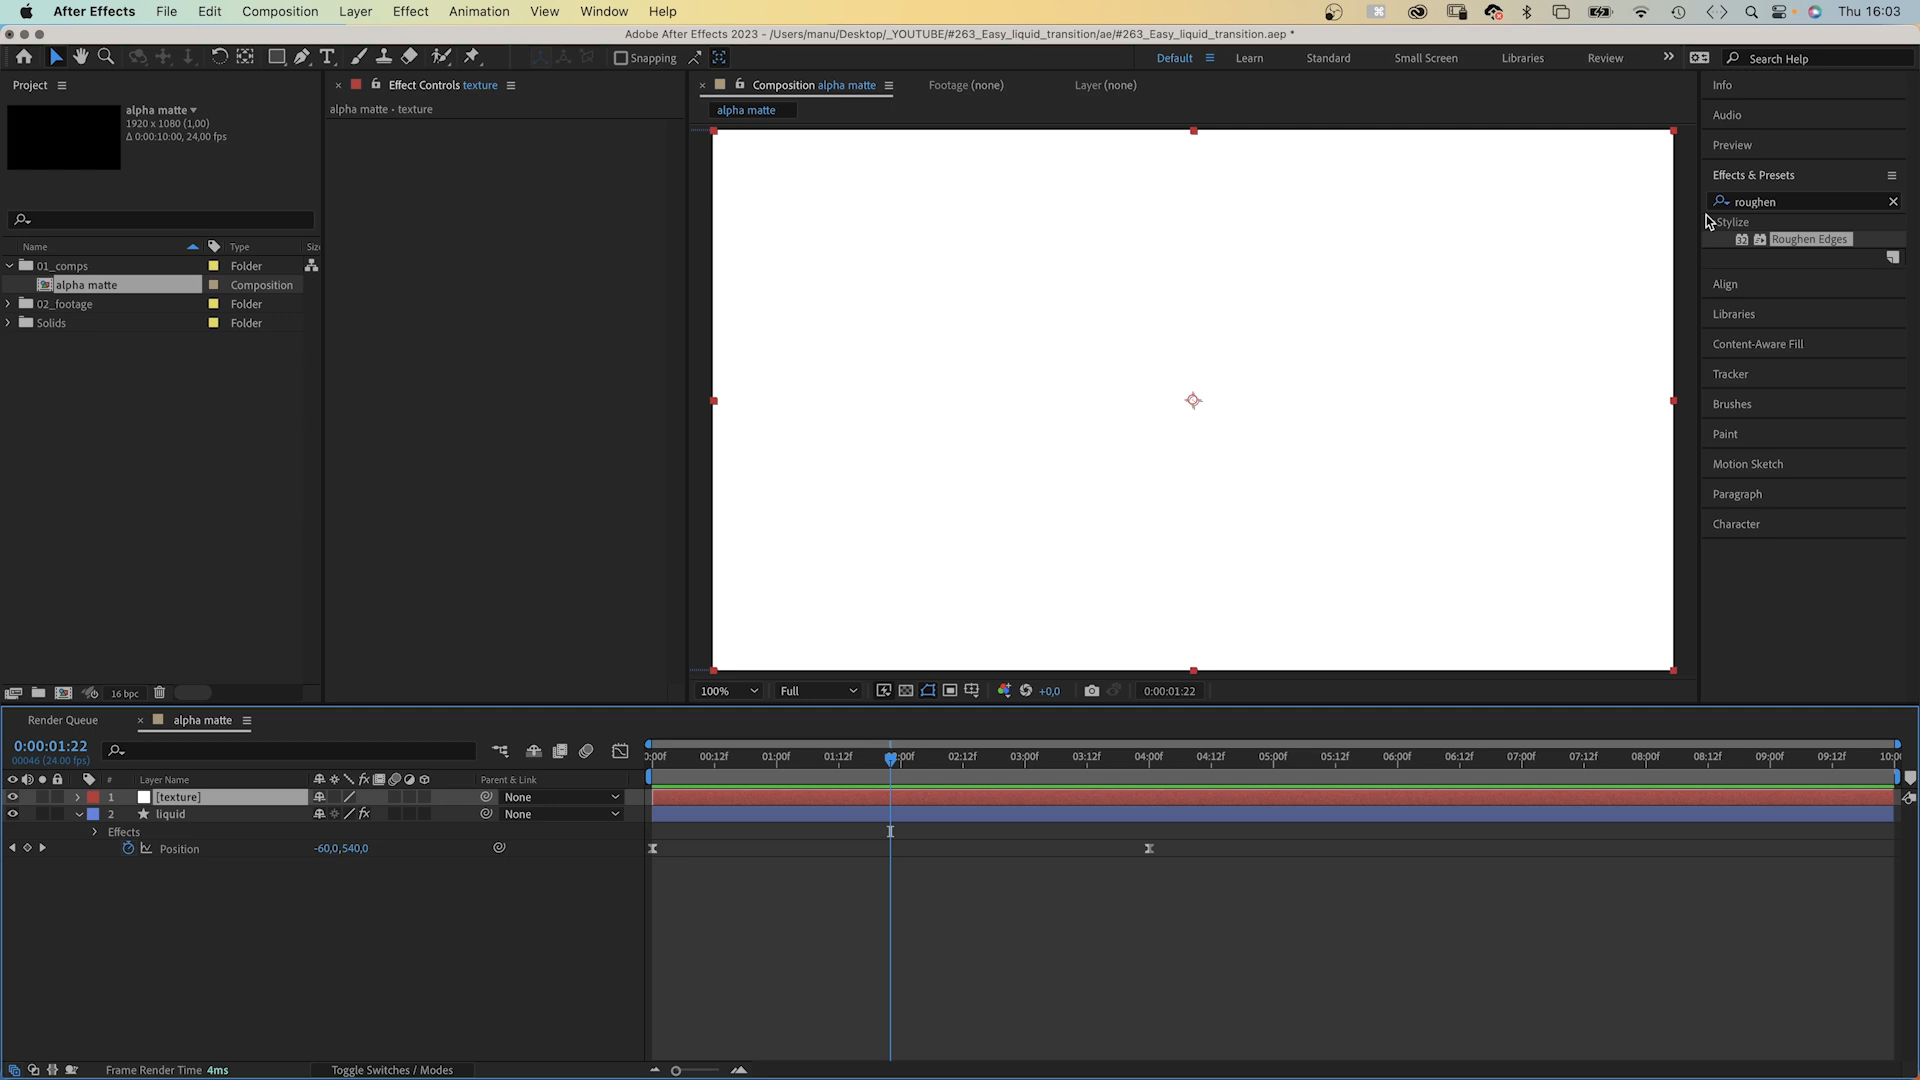 After Effects File Edit Composition Layer Effect Animation View Window Help Thu 16:03
Adobe After Effects 2023 - /Users/manu/Desktop/_YOUTUBE/#263_Easy_liquid_transition/ae/#263_Easy_liquid_transition.aep *
Snapping Default Learn Standard Small Screen Libraries Review Search Help
Project
alpha matte
1920 x 1080 (1,00)
Δ 0:00:10:00, 24,00 fps
Name Type Siz
01_comps Folder
alpha matte Composition
02_footage Folder
Solids Folder
16 bpc
Effect Controls texture
alpha matte · texture
Composition alpha matte Footage (none) Layer (none)
alpha matte
100% Full +0,0 0:00:01:22
Info
Audio
Preview
Effects & Presets
roughen
Stylize
32 Roughen Edges
Align
Libraries
Content-Aware Fill
Tracker
Brushes
Paint
Motion Sketch
Paragraph
Character
Render Queue alpha matte
0:00:01:22
00046 (24.00 fps)
:00f 00:12f 01:00f 01:12f :00f 02:12f 03:00f 03:12f 04:00f 04:12f 05:00f 05:12f 06:00f 06:12f 07:00f 07:12f 08:00f 08:12f 09:00f 09:12f 10:0
# Layer Name fx Parent & Link
1 [texture] None
2 liquid fx None
Effects
Position -60,0,540,0
Frame Render Time 4ms Toggle Switches / Modes